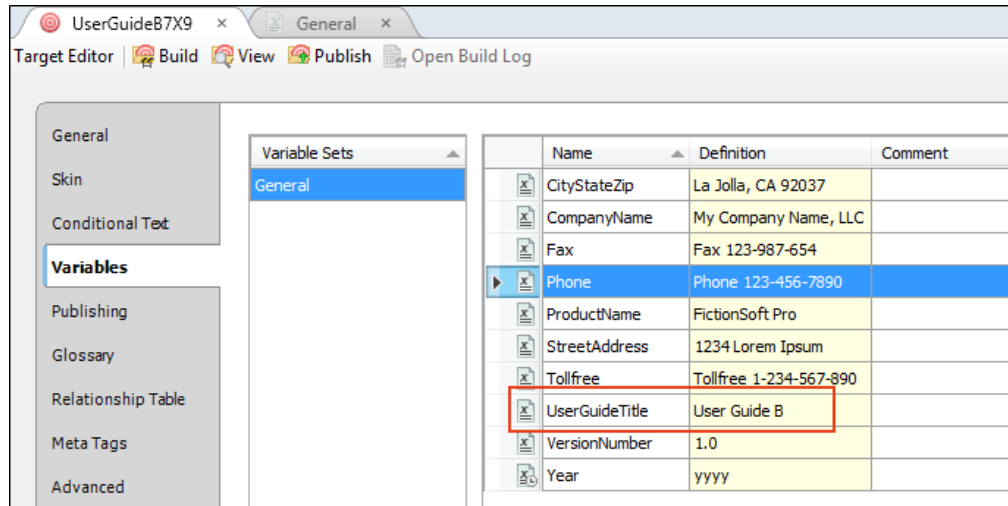 UserGuideB7X9 × General ×
Target Editor Build View Publish Open Build Log
General
Skin
Conditional Text
Variables
Publishing
Glossary
Relationship Table
Meta Tags
Advanced
Variable Sets
General
Name Definition Comment
CityStateZip La Jolla, CA 92037
CompanyName My Company Name, LLC
Fax Fax 123-987-654
Phone Phone 123-456-7890
ProductName FictionSoft Pro
StreetAddress 1234 Lorem Ipsum
Tollfree Tollfree 1-234-567-890
UserGuideTitle User Guide B
VersionNumber 1.0
Year yyyy